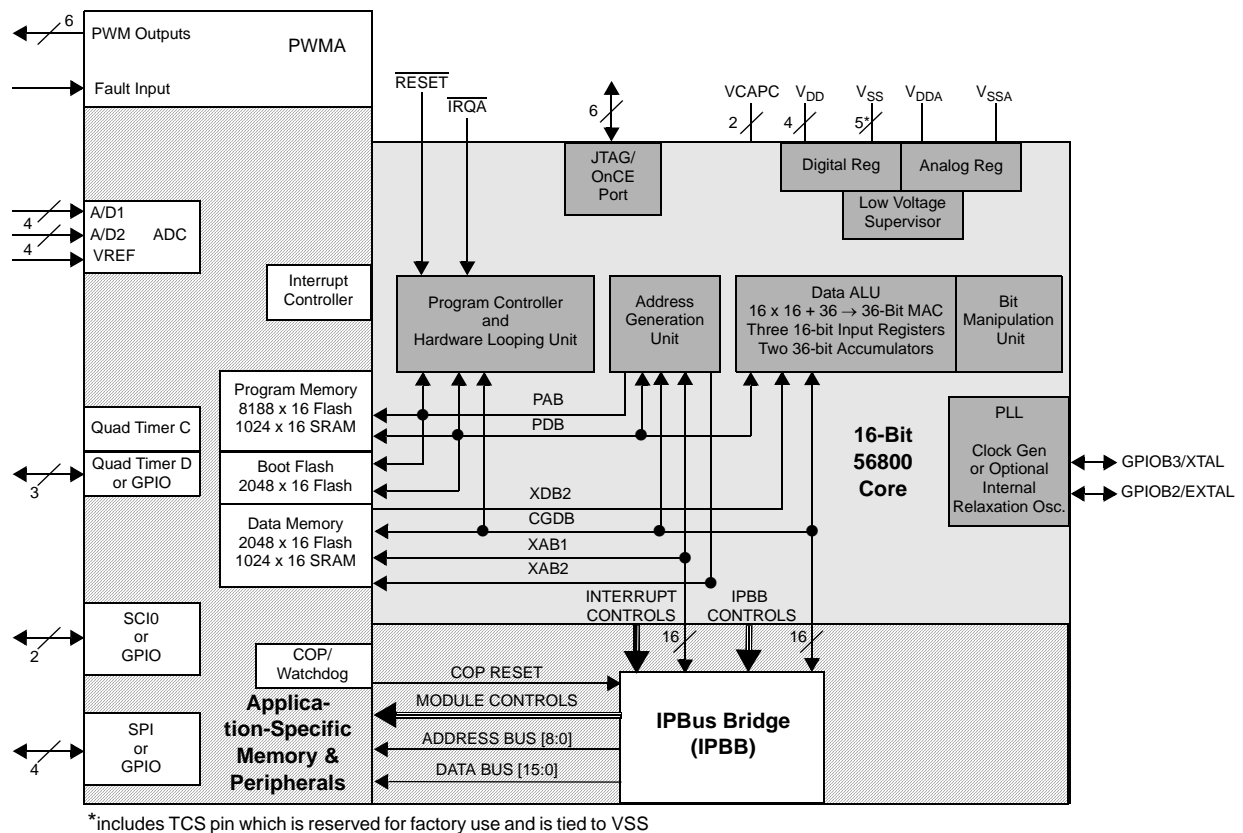 6
PWM Outputs
PWMA
Fault Input
RESET
IRQA
6
VCAPC
VDD
VSS
VDDA
VSSA
2
4
5*
JTAG/
OnCE
Port
Digital Reg
Analog Reg
Low Voltage
Supervisor
A/D1
4
A/D2
ADC
4
VREF
Interrupt
Controller
Program Controller
and
Hardware Looping Unit
Address
Generation
Unit
Data ALU
16 x 16 + 36 → 36-Bit MAC
Three 16-bit Input Registers
Two 36-bit Accumulators
Bit
Manipulation
Unit
Program Memory
8188 x 16 Flash
1024 x 16 SRAM
PAB
PDB
Quad Timer C
Quad Timer D
or GPIO
3
Boot Flash
2048 x 16 Flash
XDB2
CGDB
Data Memory
2048 x 16 Flash
1024 x 16 SRAM
XAB1
XAB2
16-Bit
56800
Core
PLL
Clock Gen
or Optional
Internal
Relaxation Osc.
GPIOB3/XTAL
GPIOB2/EXTAL
INTERRUPT
CONTROLS
IPBB
CONTROLS
16
16
SCI0
or
GPIO
2
COP/
Watchdog
COP RESET
MODULE CONTROLS
ADDRESS BUS [8:0]
DATA BUS [15:0]
IPBus Bridge
(IPBB)
Applica-
tion-Specific
Memory &
Peripherals
SPI
or
GPIO
4
*includes TCS pin which is reserved for factory use and is tied to VSS